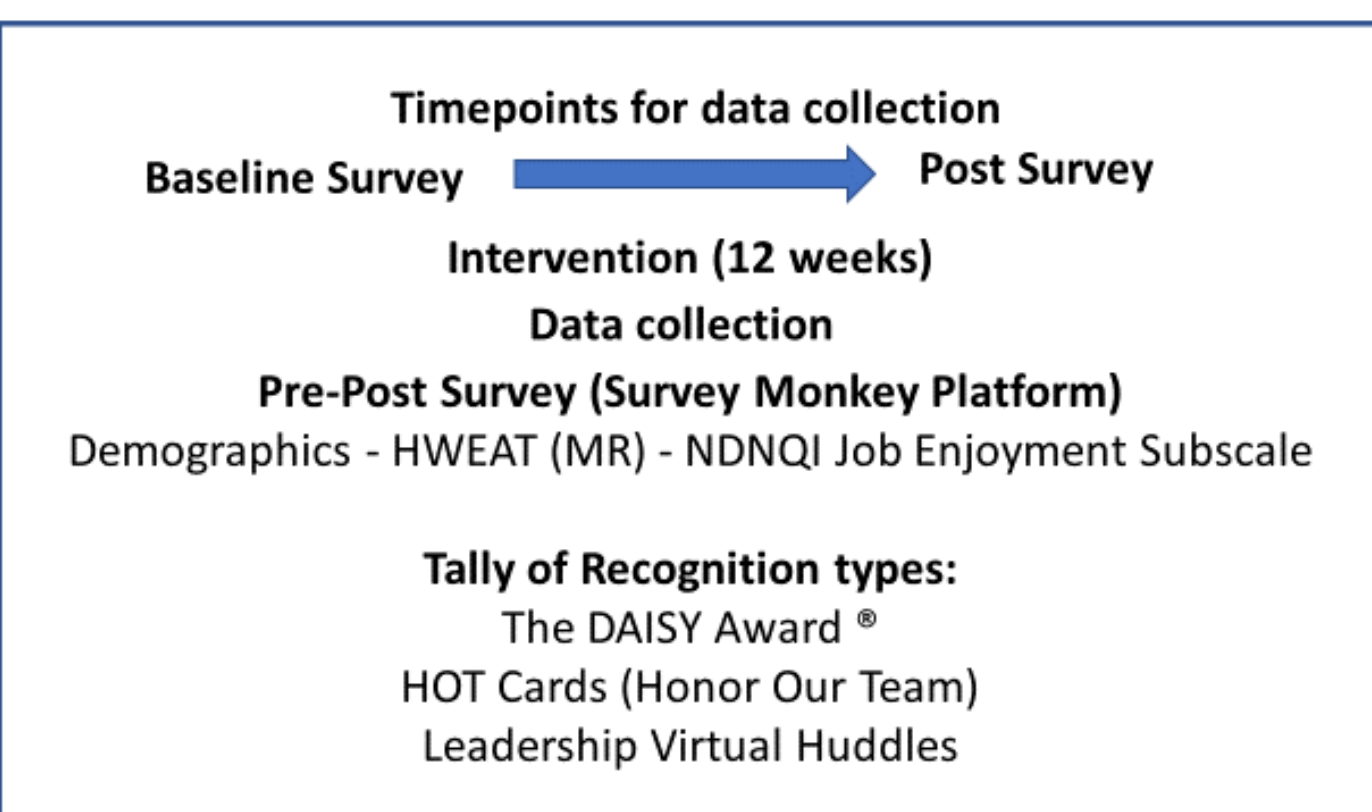 Timepoints for data collection
Baseline Survey Post Survey
Intervention (12 weeks)
Data collection
Pre-Post Survey (Survey Monkey Platform)
Demographics - HWEAT (MR) - NDNQI Job Enjoyment Subscale
Tally of Recognition types:
The DAISY Award ®
HOT Cards (Honor Our Team)
Leadership Virtual Huddles